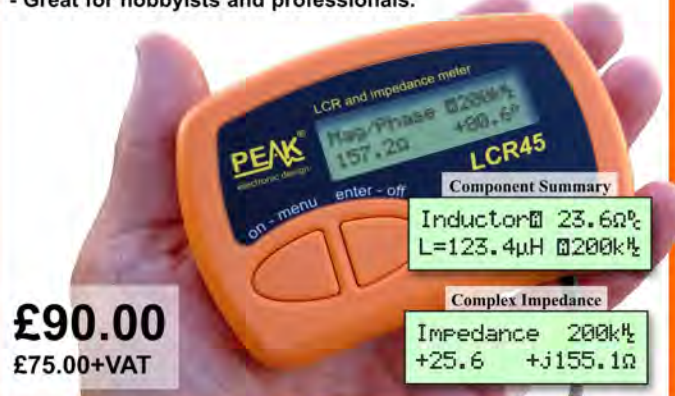 - Great for hobbyists and professionals.
LCR and impedance meter
Mag/Phase 200kHz
157.2Ω +80.6°
PEAK®
electronic design
LCR45
on - menu enter - off
Component Summary
Inductor 23.6ΩDC
L=123.4µH 200kHz
Complex Impedance
Impedance 200kHz
+25.6 +j155.1Ω
£90.00
£75.00+VAT